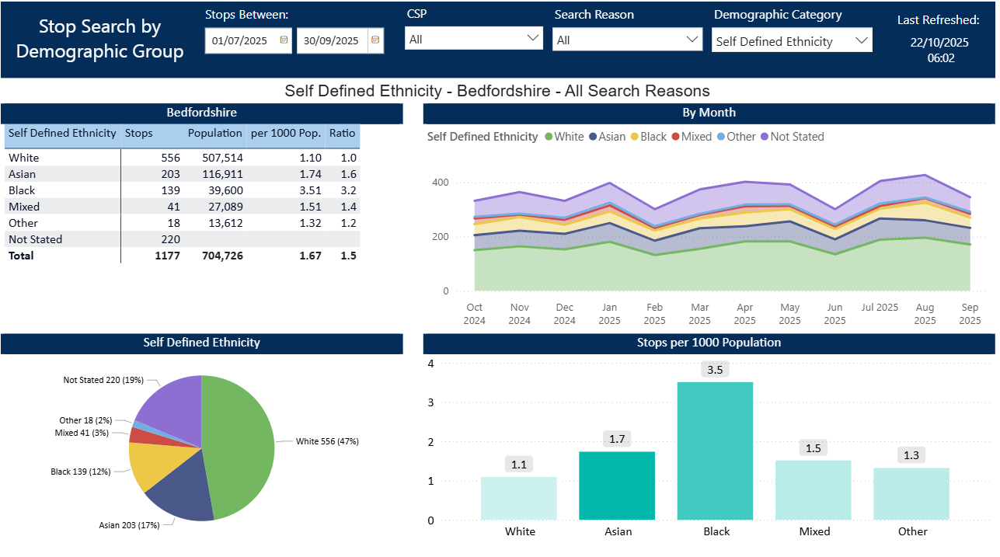 Stop Search by
Demographic Group
Stops Between:
01/07/2025
30/09/2025
CSP
All
Search Reason
All
Demographic Category
Self Defined Ethnicity
Last Refreshed:
22/10/2025
06:02
Self Defined Ethnicity - Bedfordshire - All Search Reasons
Bedfordshire
Self Defined Ethnicity Stops Population per 1000 Pop. Ratio
White 556 507,514 1.10 1.0
Asian 203 116,911 1.74 1.6
Black 139 39,600 3.51 3.2
Mixed 41 27,089 1.51 1.4
Other 18 13,612 1.32 1.2
Not Stated 220
Total 1177 704,726 1.67 1.5
By Month
Self Defined Ethnicity White Asian Black Mixed Other Not Stated
400
200
0
Oct Nov Dec Jan Feb Mar Apr May Jun Jul 2025 Aug Sep
2024 2024 2024 2025 2025 2025 2025 2025 2025 2025 2025
Self Defined Ethnicity
Not Stated 220 (19%)
Other 18 (2%)
Mixed 41 (3%)
White 556 (47%)
Black 139 (12%)
Asian 203 (17%)
Stops per 1000 Population
4
3
2
1
0
1.1
1.7
3.5
1.5
1.3
White Asian Black Mixed Other